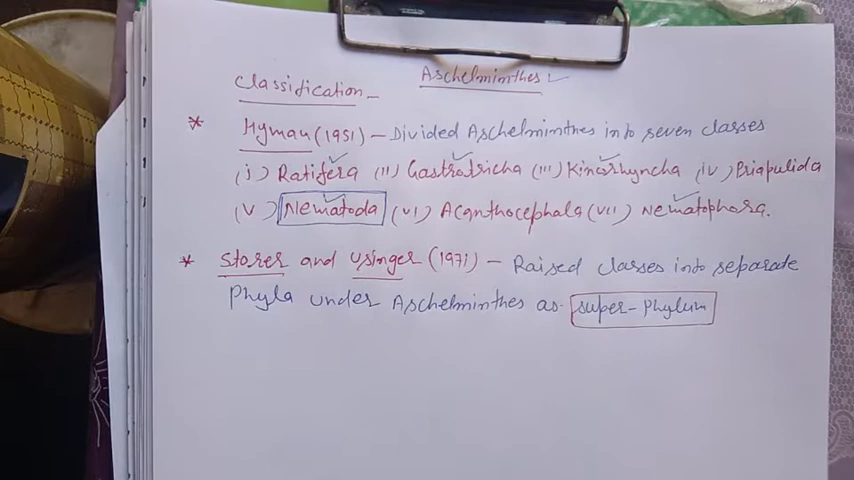 Aschelminthes
Classification -
* Hyman (1951) - Divided Aschelminthes into seven classes
(i) Ratifera (ii) Gastrotricha (iii) Kinorhyncha (iv) Priapulida
(v) Nematoda (vi) Acanthocephala (vii) Nematophora.
* Storer and Usinger (1971) - Raised classes into separate
Phyla under Aschelminthes as super-Phylum